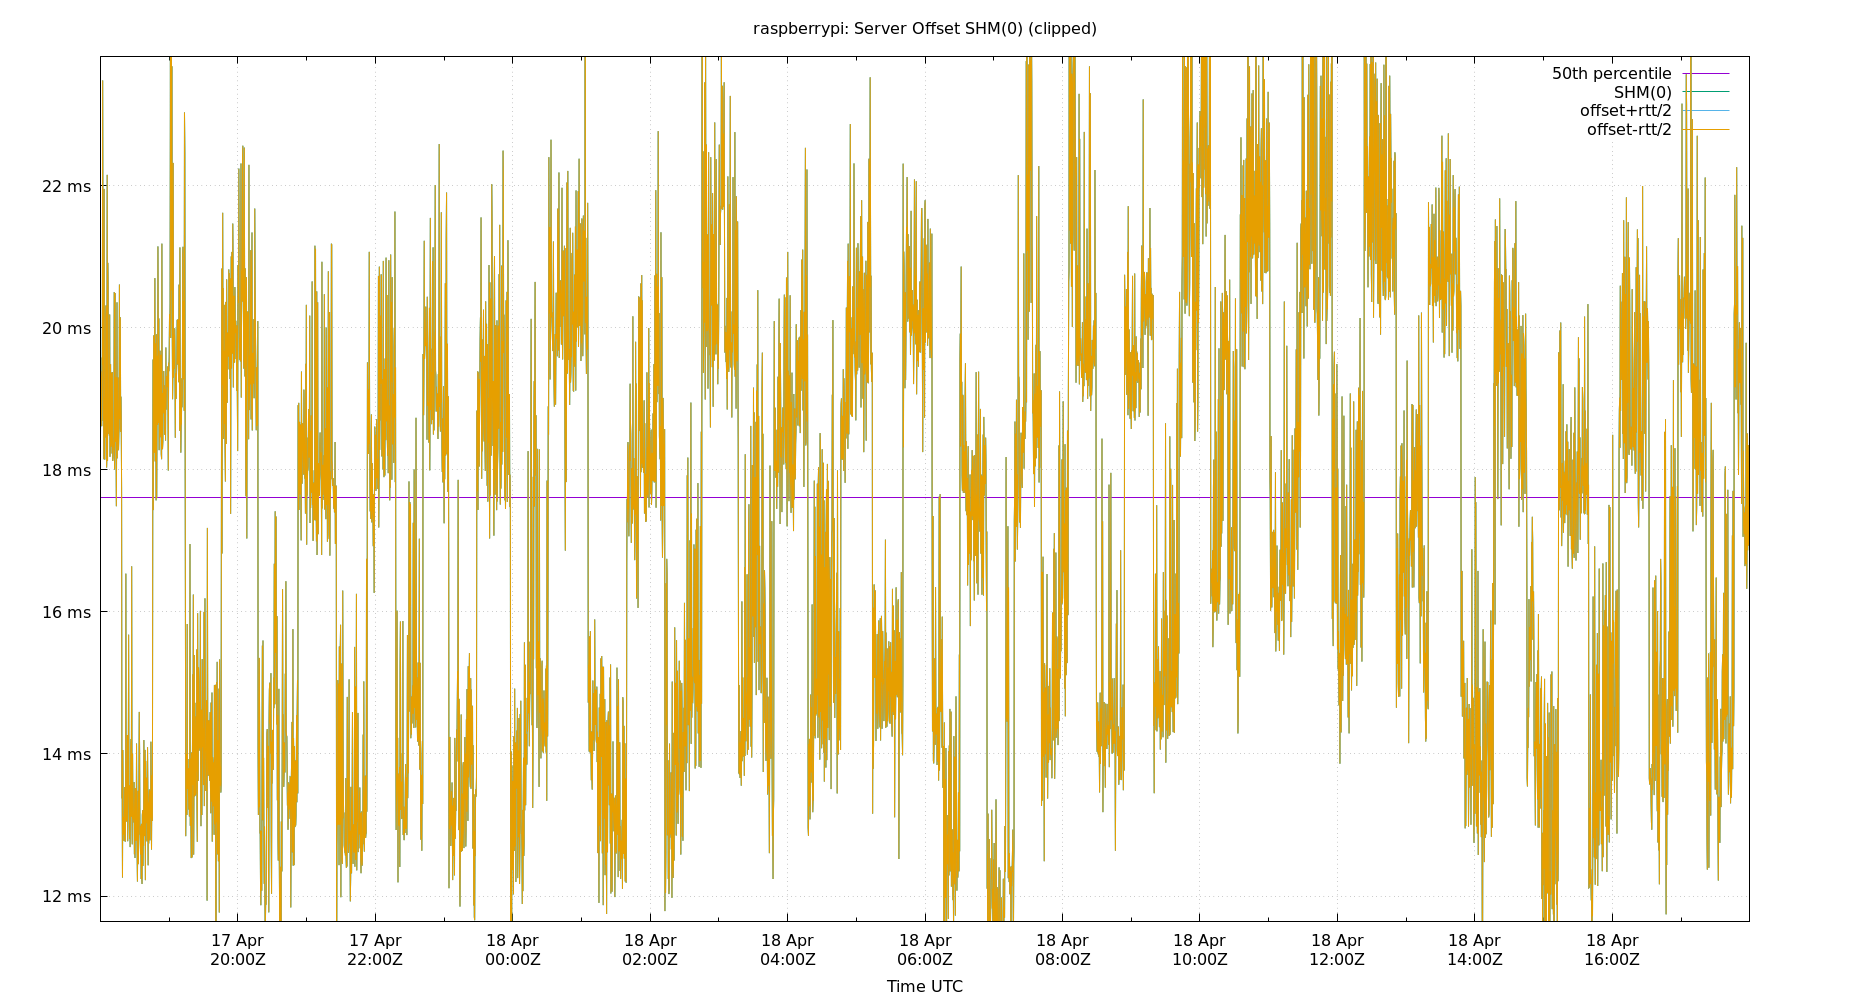 raspberrypi: Server Offset SHM(0) (clipped)
50th percentile
SHM(0)
offset+rtt/2
offset-rtt/2
22 ms
20 ms
18 ms
16 ms
14 ms
12 ms
17 Apr 17 Apr 18 Apr 18 Apr 18 Apr 18 Apr 18 Apr 18 Apr 18 Apr 18 Apr 18 Apr
20:00Z 22:00Z 00:00Z 02:00Z 04:00Z 06:00Z 08:00Z 10:00Z 12:00Z 14:00Z 16:00Z
Time UTC